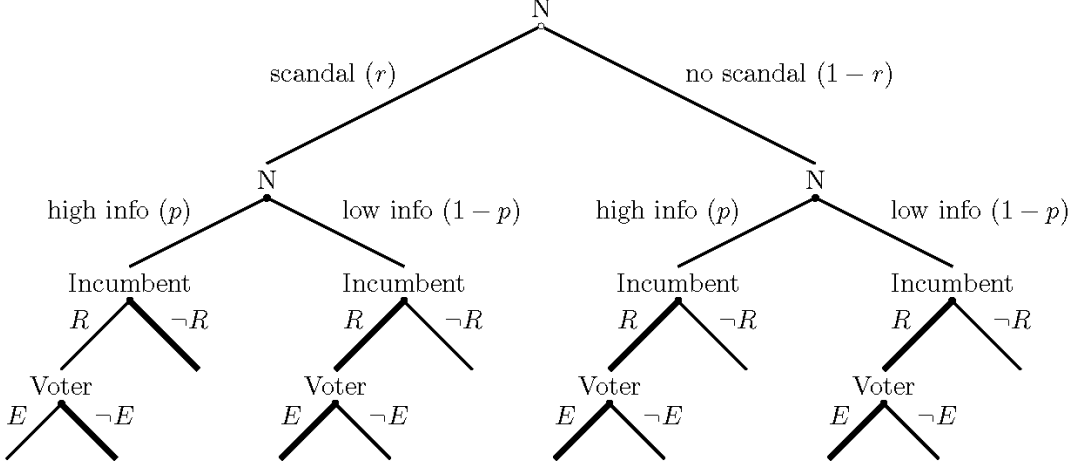 N
scandal (r) no scandal (1 − r)
N N
high info (p) low info (1 − p) high info (p) low info (1 − p)
Incumbent Incumbent Incumbent Incumbent
R ¬R R ¬R R ¬R R ¬R
Voter Voter Voter Voter
E ¬E E ¬E E ¬E E ¬E